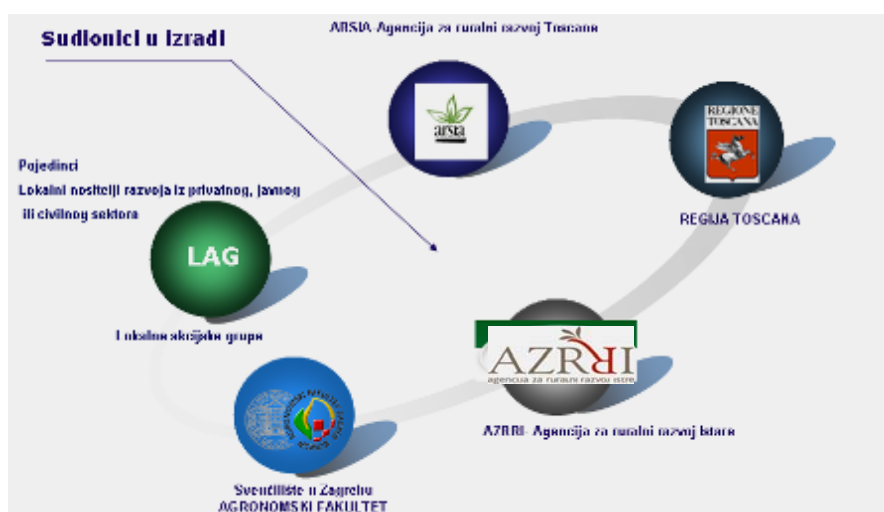 Sudionici u izradi
ARSIA-Agencija za ruralni razvoj Toscane
arsia
REGIONE
TOSCANA
Pojedinci
Lokalni nositelji razvoja iz privatnog, javnog
ili civilnog sektora
REGIJA TOSCANA
LAG
Lokalne akcijske grupe
AZRRI
agencija za ruralni razvoj istre
AZRRI- Agencija za ruralni razvoj Istare
Sveučilište u Zagrebu
AGRONOMSKI FAKULTET